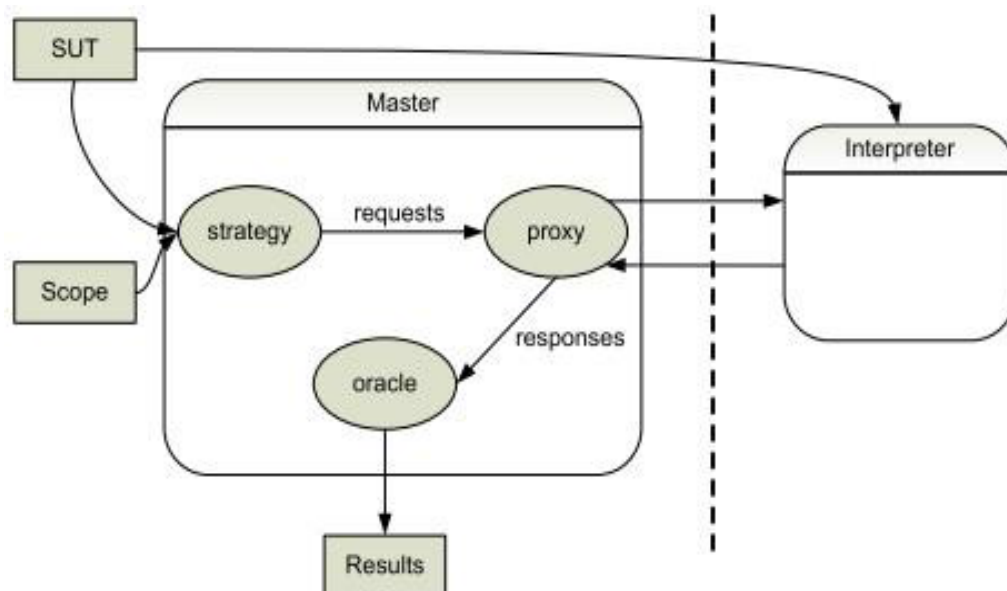 SUT
Master
Interpreter
strategy
requests
proxy
Scope
responses
oracle
Results